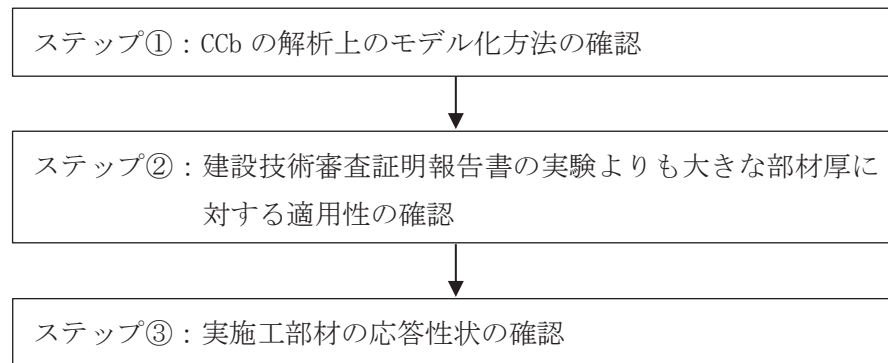 ステップ①：CCb の解析上のモデル化方法の確認
ステップ②：建設技術審査証明報告書の実験よりも大きな部材厚に
対する適用性の確認
ステップ③：実施工部材の応答性状の確認